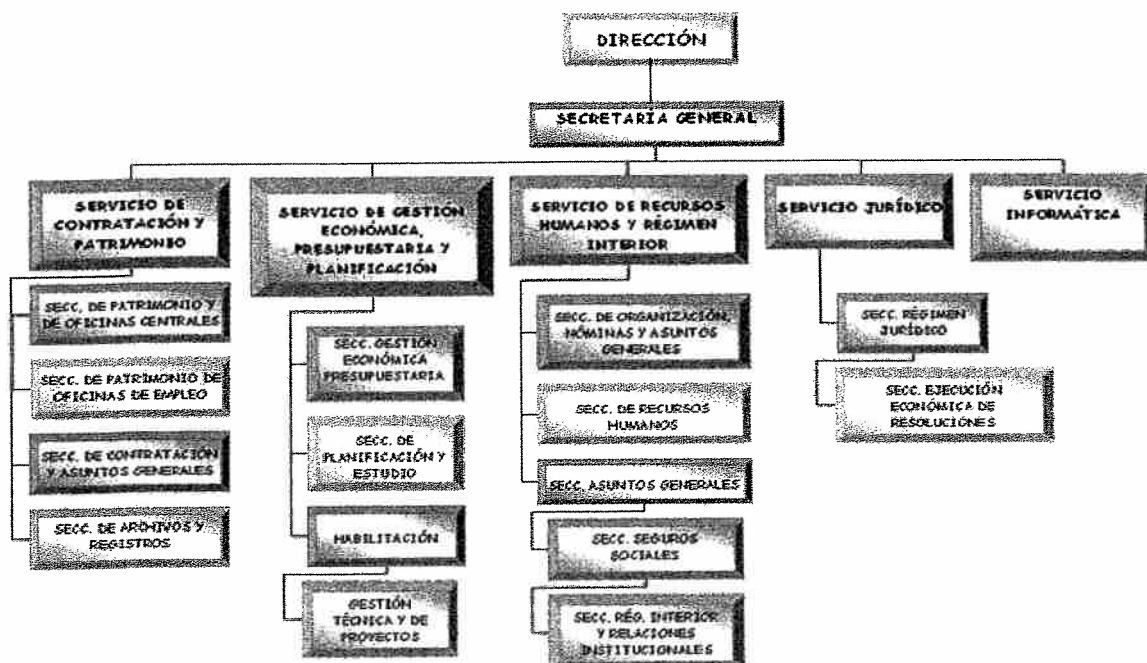 DIRECCIÓN
SECRETARIA GENERAL
SERVICIO DE
CONTRATACIÓN Y
PATRIMONIO
SECC. DE PATRIMONIO Y
DE OFICINAS CENTRALES
SECC. DE PATRIMONIO DE
OFICINAS DE EMPLEO
SECC. DE CONTRATACIÓN
Y ASUNTOS GENERALES
SECC. DE ARCHIVOS Y
REGISTROS
SERVICIO DE GESTIÓN
ECONÓMICA,
PRESUPUESTARIA Y
PLANIFICACIÓN
SECC. GESTIÓN
ECONÓMICA
PRESUPUESTARIA
SECC. DE
PLANIFICACIÓN Y
ESTUDIO
HABILITACIÓN
GESTIÓN
TÉCNICA Y DE
PROYECTOS
SERVICIO DE RECURSOS
HUMANOS Y RÉGIMEN
INTERIOR
SECC. DE ORGANIZACIÓN,
NÓMINAS Y ASUNTOS
GENERALES
SECC. DE RECURSOS
HUMANOS
SECC. ASUNTOS GENERALES
SECC. SEGUROS
SOCIALES
SECC. RÉG. INTERIOR
Y RELACIONES
INSTITUCIONALES
SERVICIO JURÍDICO
SECC. RÉGIMEN
JURÍDICO
SECC. EJECUCIÓN
ECONÓMICA DE
RESOLUCIONES
SERVICIO
INFORMÁTICA